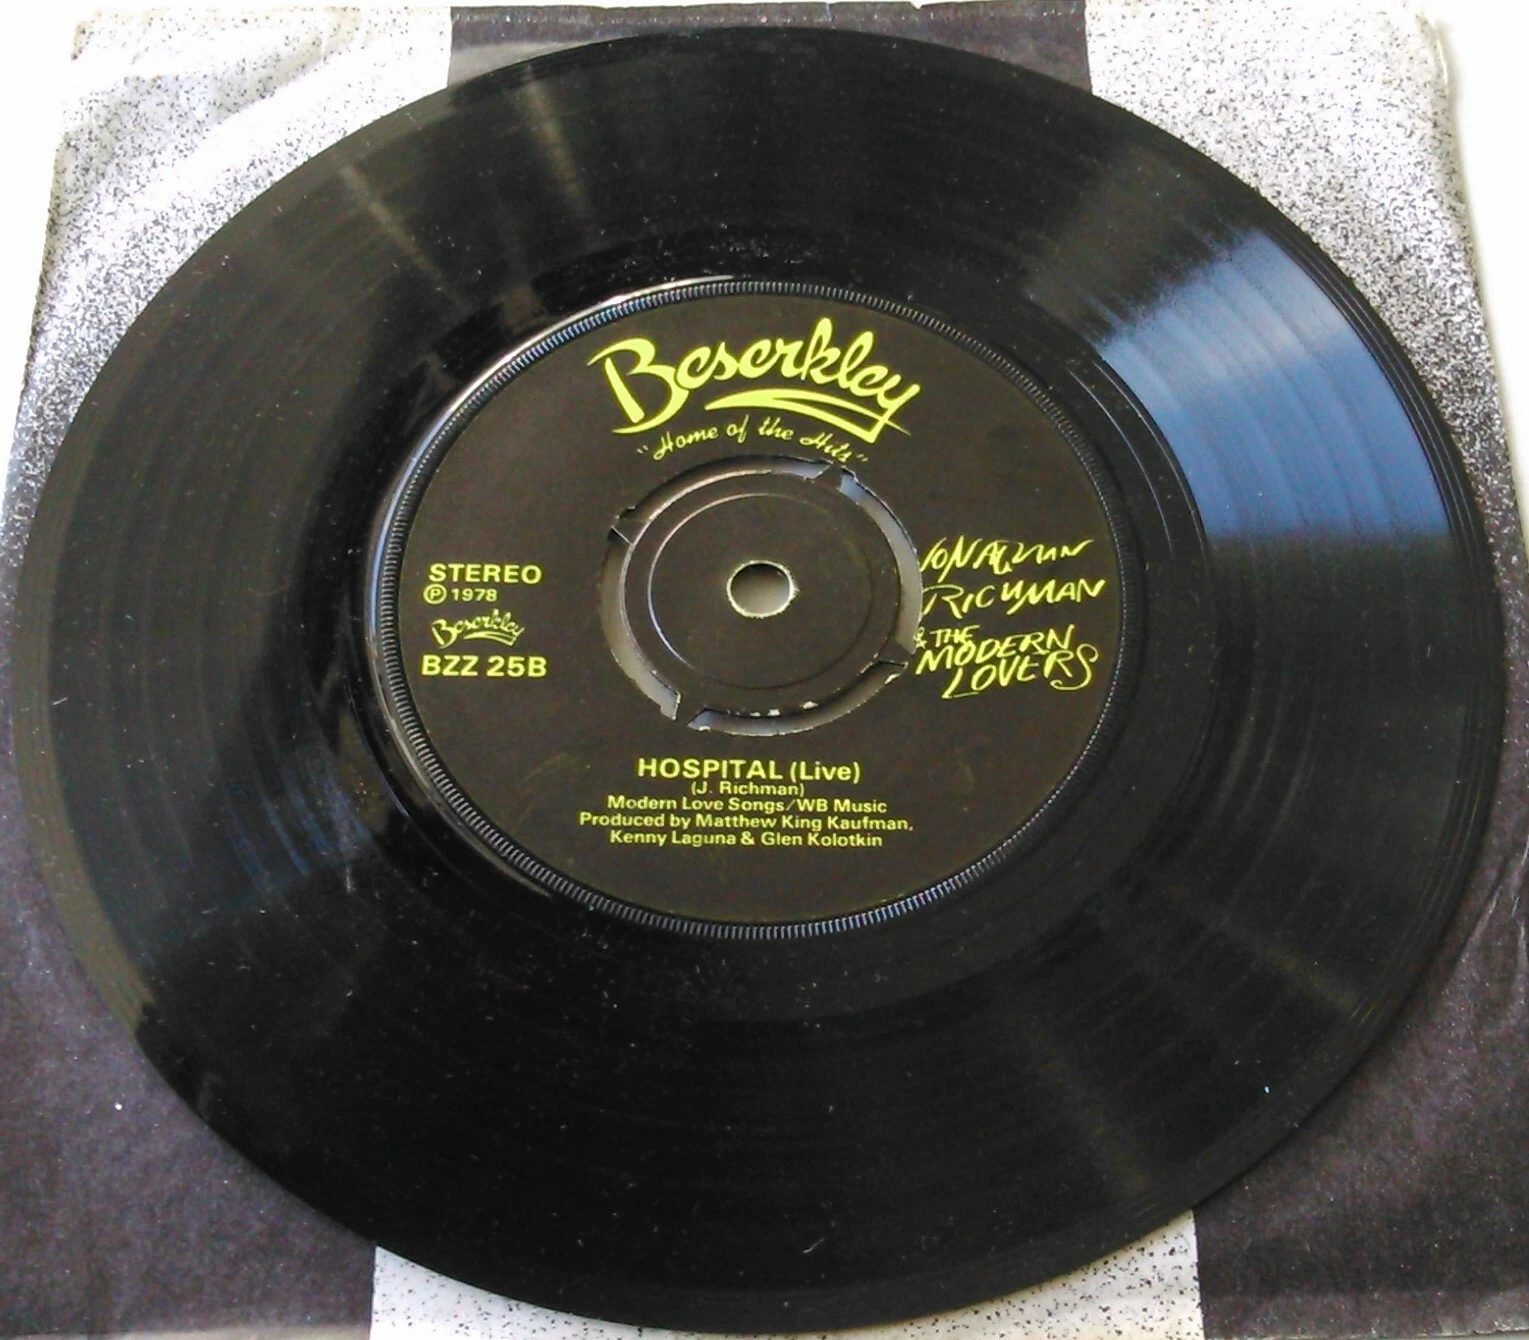 Beserkley
"Home of the Hits"
STEREO
Ⓟ 1978
Beserkley
BZZ 25B
JONATHAN
RICHMAN
& THE
MODERN
LOVERS
HOSPITAL (Live)
(J. Richman)
Modern Love Songs/WB Music
Produced by Matthew King Kaufman,
Kenny Laguna & Glen Kolotkin